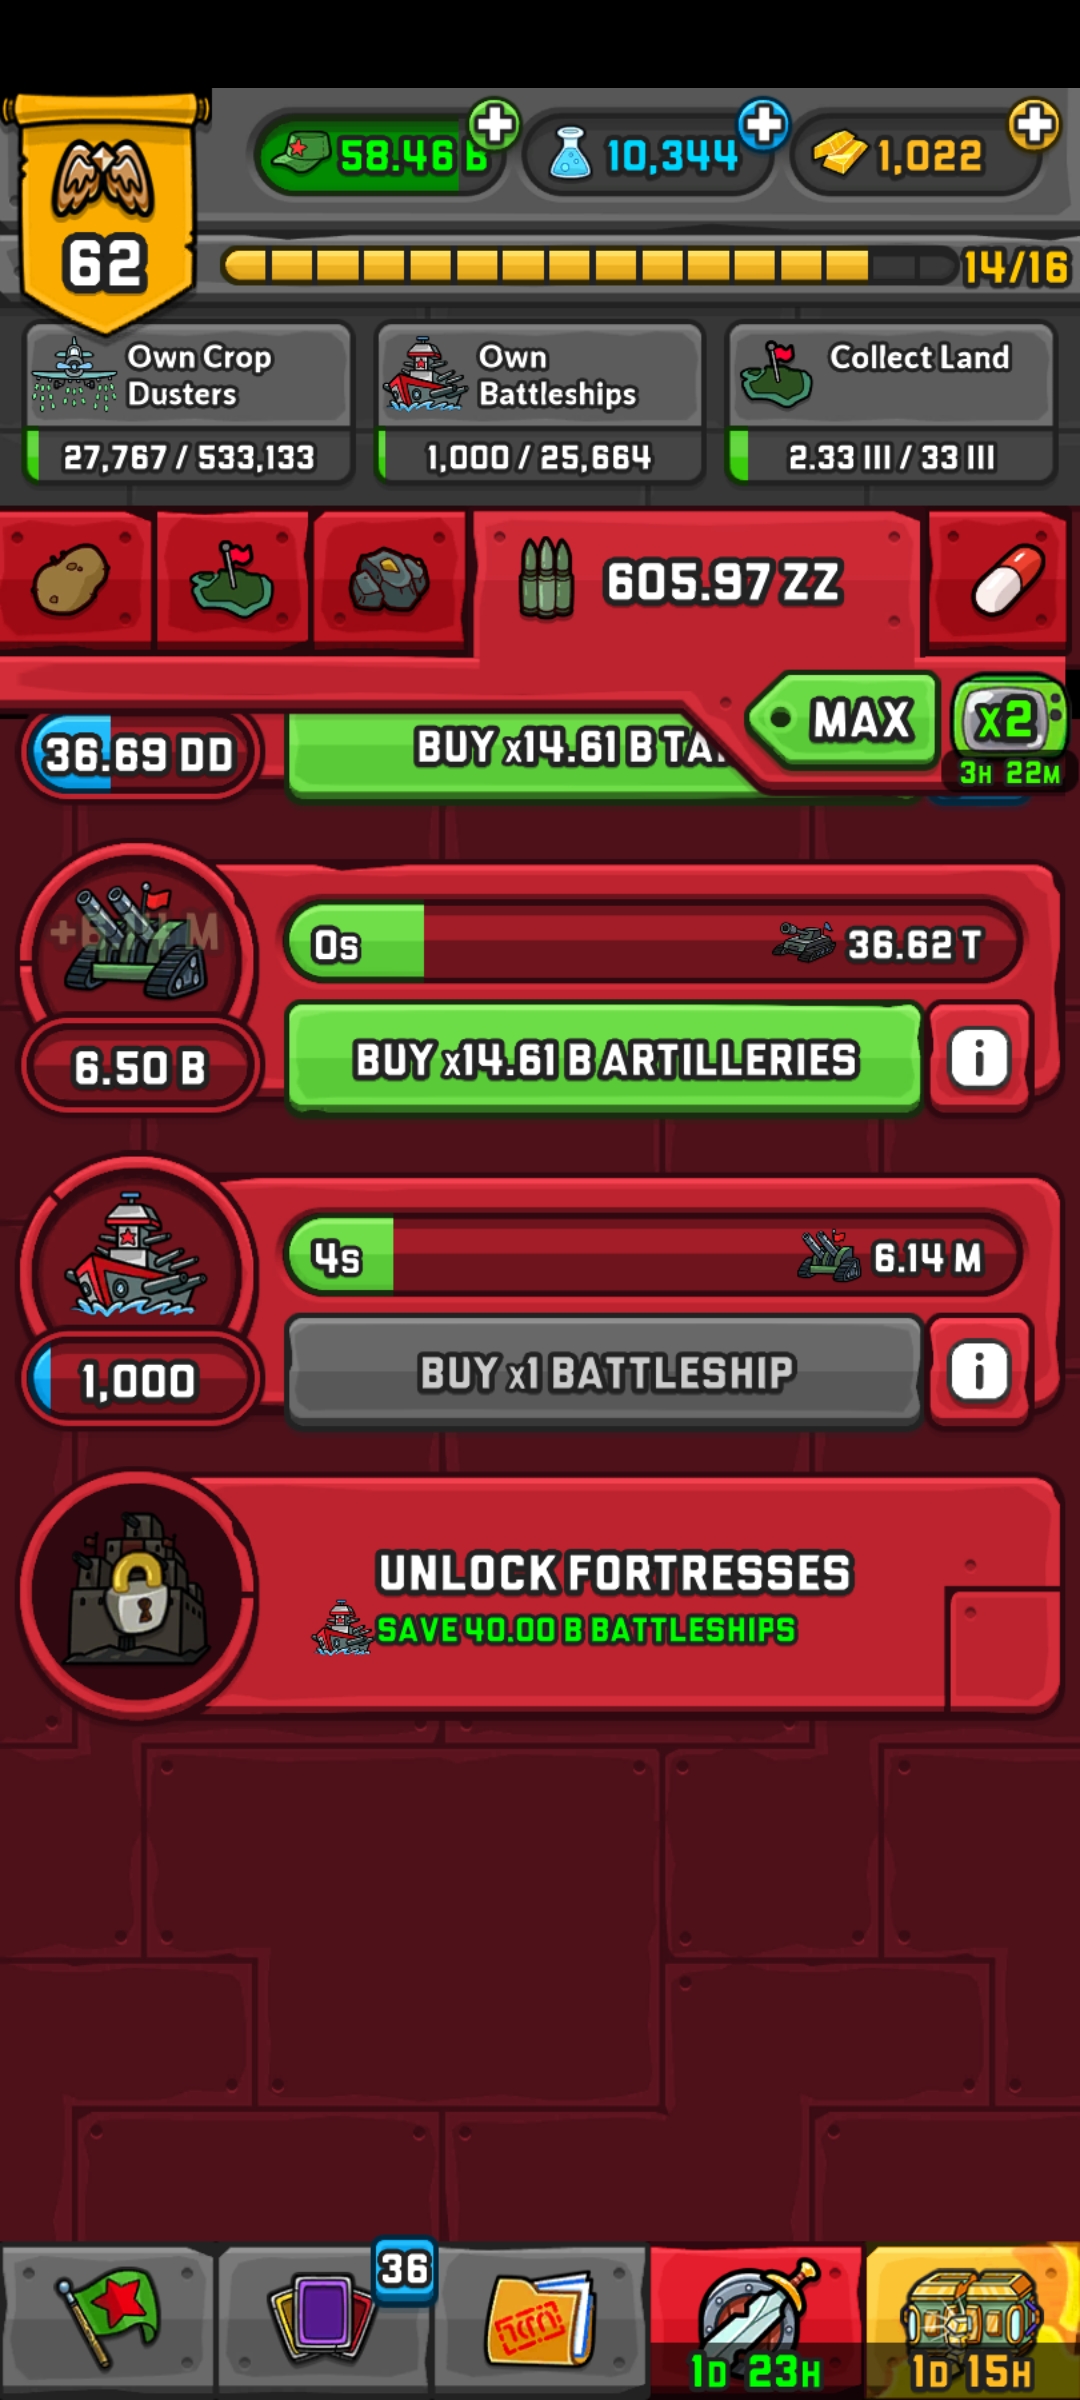 58.46 B
10,344
1,022
62
14/16
Own Crop
Dusters
27,767 / 533,133
Own
Battleships
1,000 / 25,664
Collect Land
2.33 III / 33 III
605.97 ZZ
MAX
x2
3H 22M
36.69 DD
BUY x14.61 B TA
0s
36.62 T
6.50 B
BUY x14.61 B ARTILLERIES
i
4s
6.14 M
1,000
BUY x1 BATTLESHIP
i
UNLOCK FORTRESSES
SAVE 40.00 B BATTLESHIPS
36
1D 23H
1D 15H